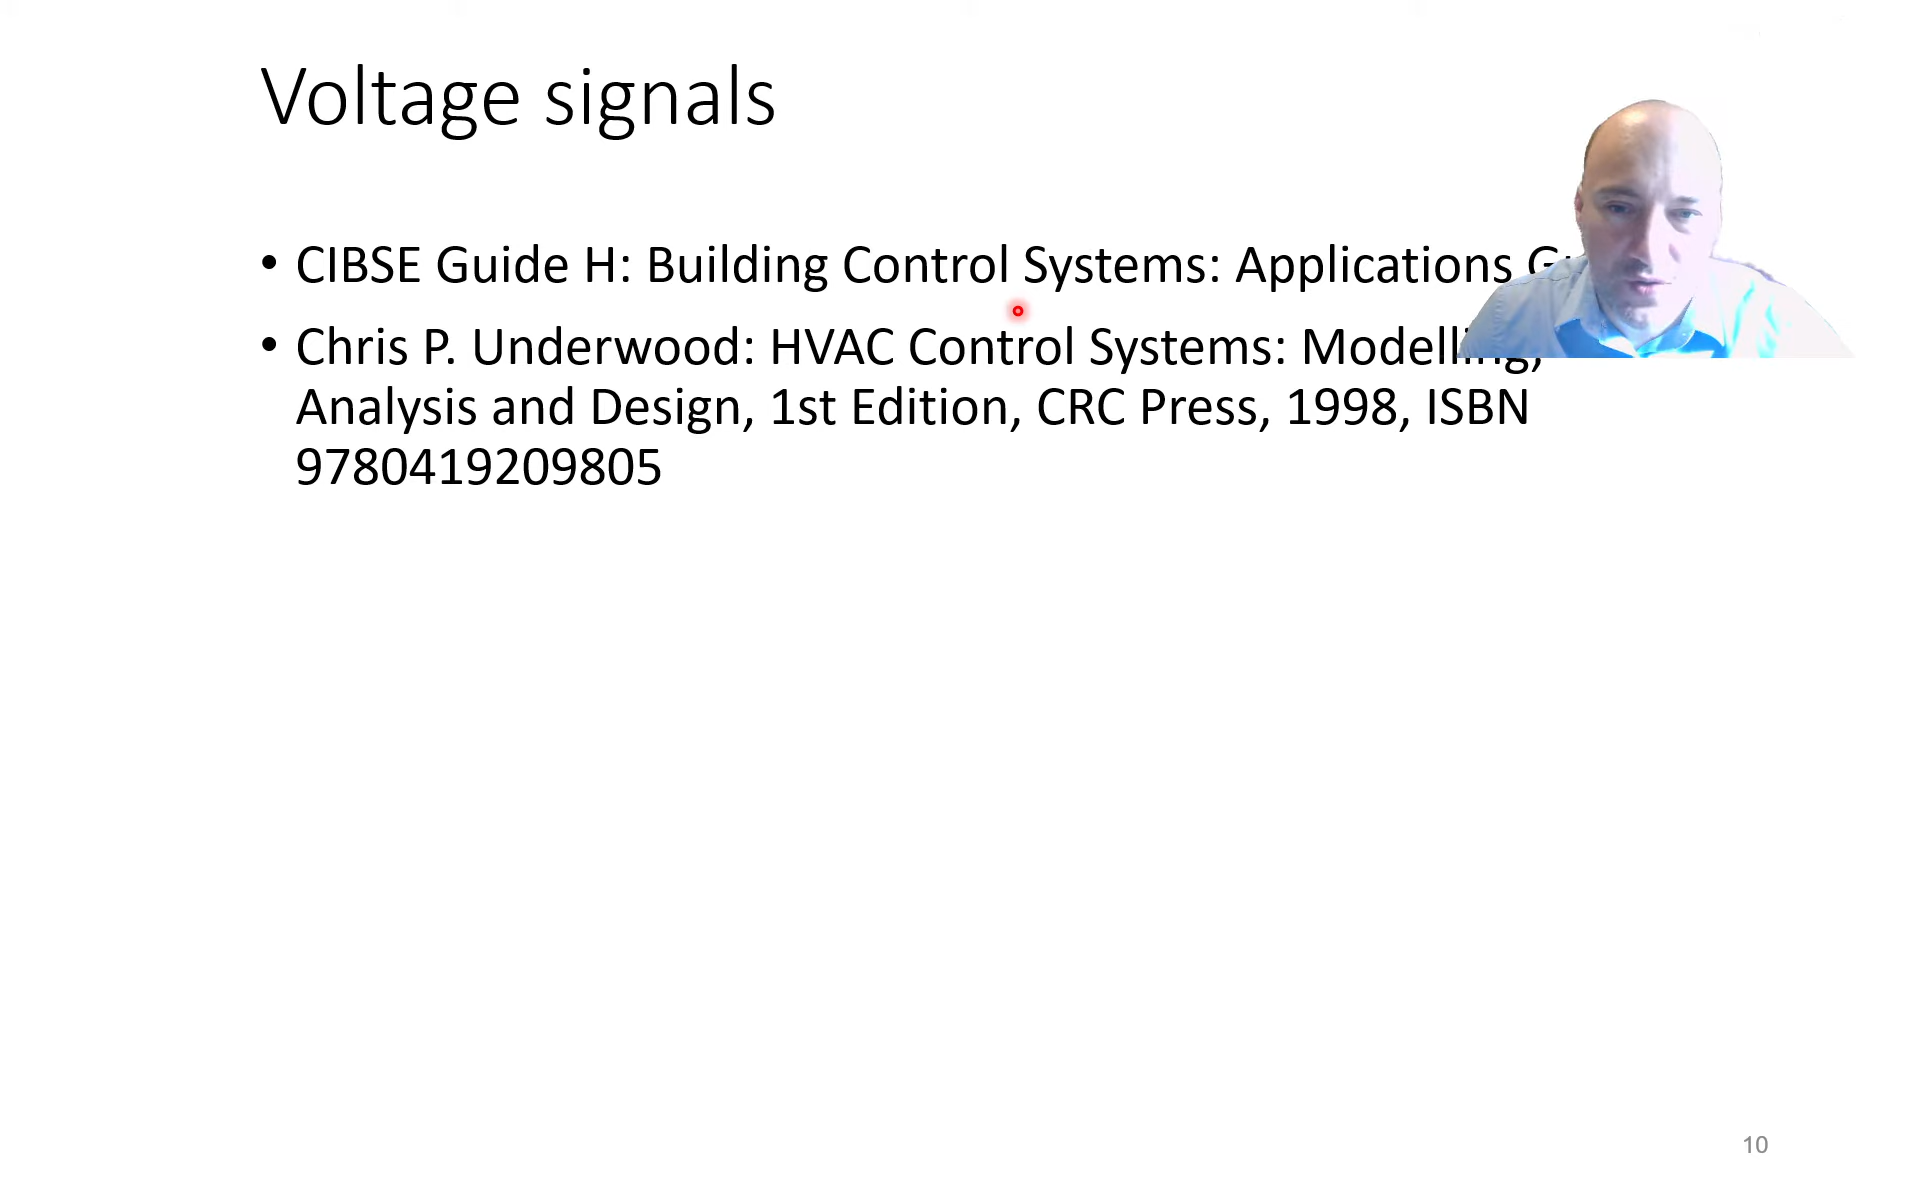 Voltage signals
• CIBSE Guide H: Building Control Systems: Applications
• Chris P. Underwood: HVAC Control Systems: Modelling,
Analysis and Design, 1st Edition, CRC Press, 1998, ISBN
9780419209805
10